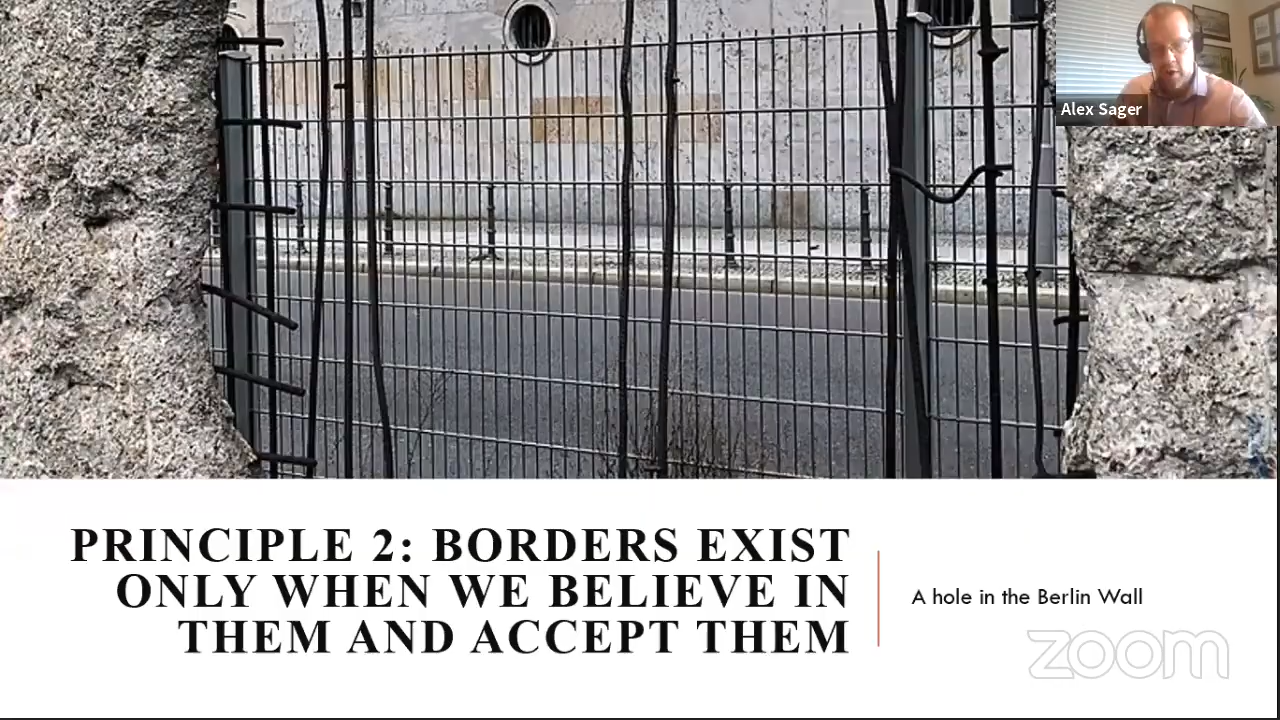 Alex Sager
PRINCIPLE 2: BORDERS EXIST
ONLY WHEN WE BELIEVE IN
THEM AND ACCEPT THEM
A hole in the Berlin Wall
zoom